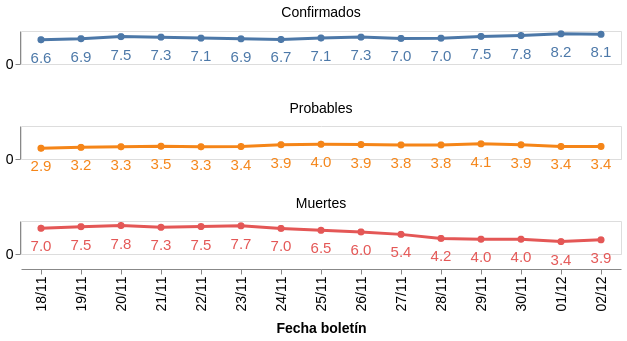 Confirmados
0
6.6 6.9 7.5 7.3 7.1 6.9 6.7 7.1 7.3 7.0 7.0 7.5 7.8 8.2 8.1
Probables
0
2.9 3.2 3.3 3.5 3.3 3.4 3.9 4.0 3.9 3.8 3.8 4.1 3.9 3.4 3.4
Muertes
0
7.0 7.5 7.8 7.3 7.5 7.7 7.0 6.5 6.0 5.4 4.2 4.0 4.0 3.4 3.9
18/11 19/11 20/11 21/11 22/11 23/11 24/11 25/11 26/11 27/11 28/11 29/11 30/11 01/12 02/12
Fecha boletín